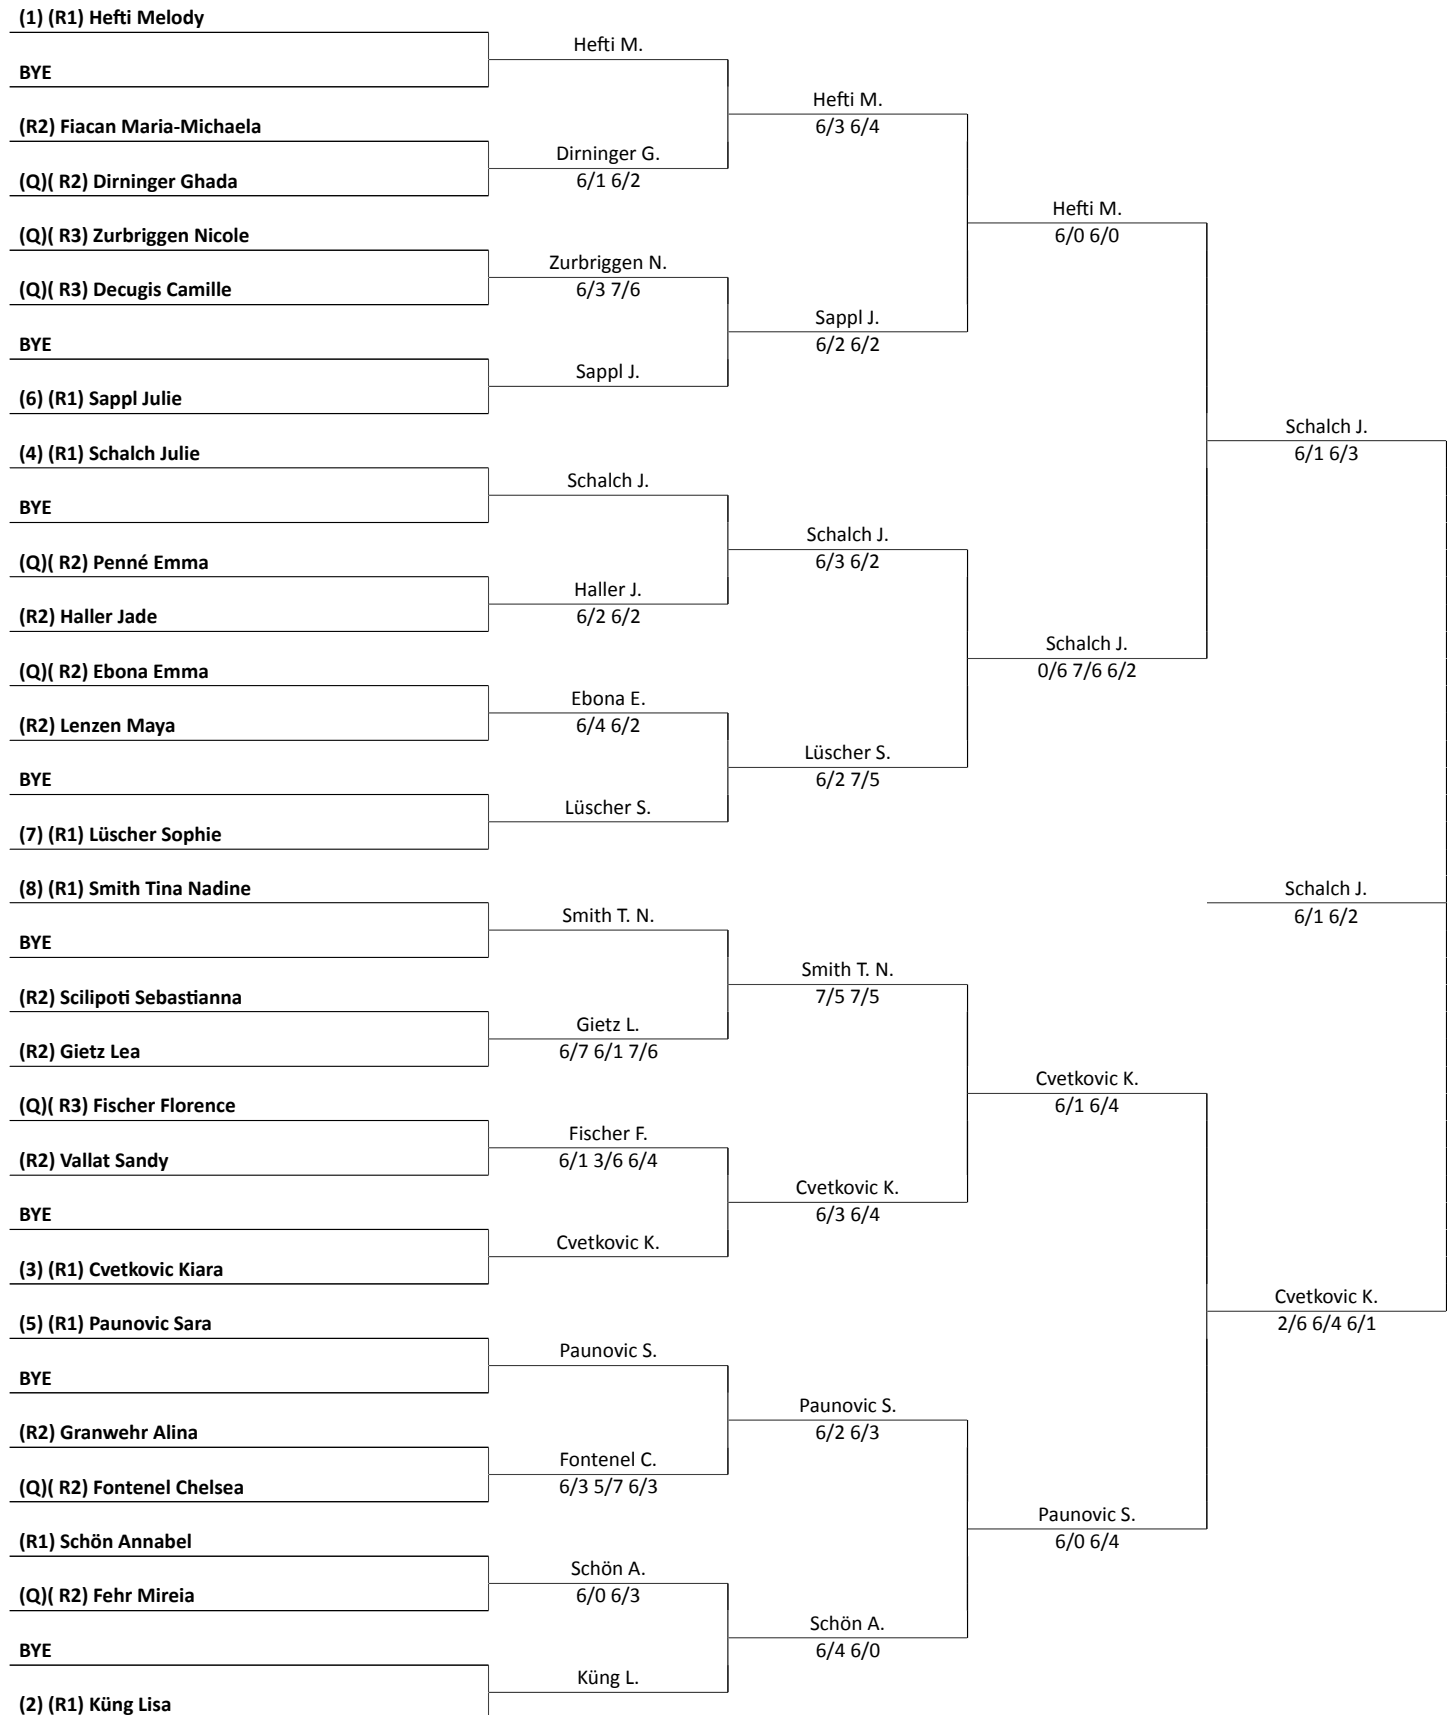 (1) (R1) Hefti Melody
Hefti M.
BYE
Hefti M.
6/3 6/4
(R2) Fiacan Maria-Michaela
Dirninger G.
6/1 6/2
(Q)( R2) Dirninger Ghada
Hefti M.
6/0 6/0
(Q)( R3) Zurbriggen Nicole
Zurbriggen N.
6/3 7/6
(Q)( R3) Decugis Camille
Sappl J.
6/2 6/2
BYE
Sappl J.
(6) (R1) Sappl Julie
Schalch J.
6/1 6/3
(4) (R1) Schalch Julie
Schalch J.
BYE
Schalch J.
6/3 6/2
(Q)( R2) Penné Emma
Haller J.
6/2 6/2
(R2) Haller Jade
Schalch J.
0/6 7/6 6/2
(Q)( R2) Ebona Emma
Ebona E.
6/4 6/2
(R2) Lenzen Maya
Lüscher S.
6/2 7/5
BYE
Lüscher S.
(7) (R1) Lüscher Sophie
(8) (R1) Smith Tina Nadine
Schalch J.
6/1 6/2
Smith T. N.
BYE
Smith T. N.
7/5 7/5
(R2) Scilipoti Sebastianna
Gietz L.
6/7 6/1 7/6
(R2) Gietz Lea
Cvetkovic K.
6/1 6/4
(Q)( R3) Fischer Florence
Fischer F.
6/1 3/6 6/4
(R2) Vallat Sandy
Cvetkovic K.
6/3 6/4
BYE
Cvetkovic K.
(3) (R1) Cvetkovic Kiara
Cvetkovic K.
2/6 6/4 6/1
(5) (R1) Paunovic Sara
Paunovic S.
BYE
Paunovic S.
6/2 6/3
(R2) Granwehr Alina
Fontenel C.
6/3 5/7 6/3
(Q)( R2) Fontenel Chelsea
Paunovic S.
6/0 6/4
(R1) Schön Annabel
Schön A.
6/0 6/3
(Q)( R2) Fehr Mireia
Schön A.
6/4 6/0
BYE
Küng L.
(2) (R1) Küng Lisa